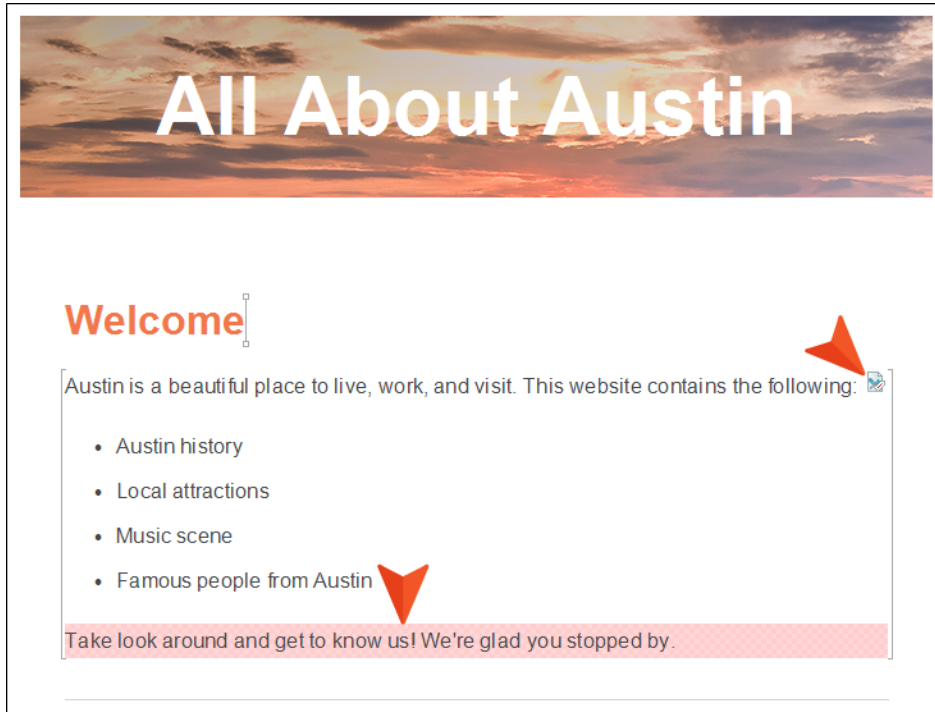 All About Austin
Welcome
Austin is a beautiful place to live, work, and visit. This website contains the following:
• Austin history
• Local attractions
• Music scene
• Famous people from Austin
Take look around and get to know us! We're glad you stopped by.